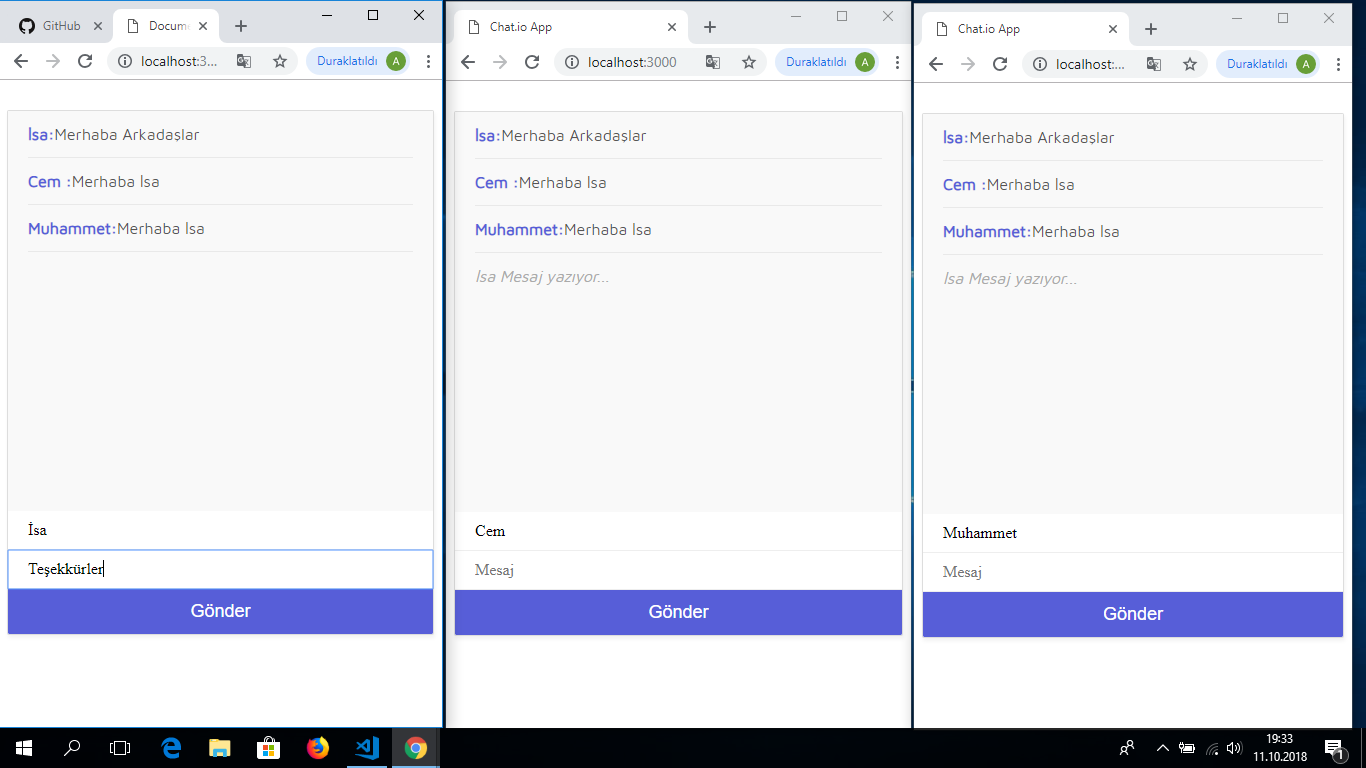 GitHub
Docume
localhost:3...
Duraklatıldı
A
İsa:Merhaba Arkadaşlar
Cem :Merhaba İsa
Muhammet:Merhaba İsa
İsa
Teşekkürler
Gönder
Chat.io App
localhost:3000
Duraklatıldı
A
İsa:Merhaba Arkadaşlar
Cem :Merhaba İsa
Muhammet:Merhaba İsa
İsa Mesaj yazıyor...
Cem
Mesaj
Gönder
Chat.io App
localhost:...
Duraklatıldı
A
İsa:Merhaba Arkadaşlar
Cem :Merhaba İsa
Muhammet:Merhaba İsa
İsa Mesaj yazıyor...
Muhammet
Mesaj
Gönder
19:33
11.10.2018
1